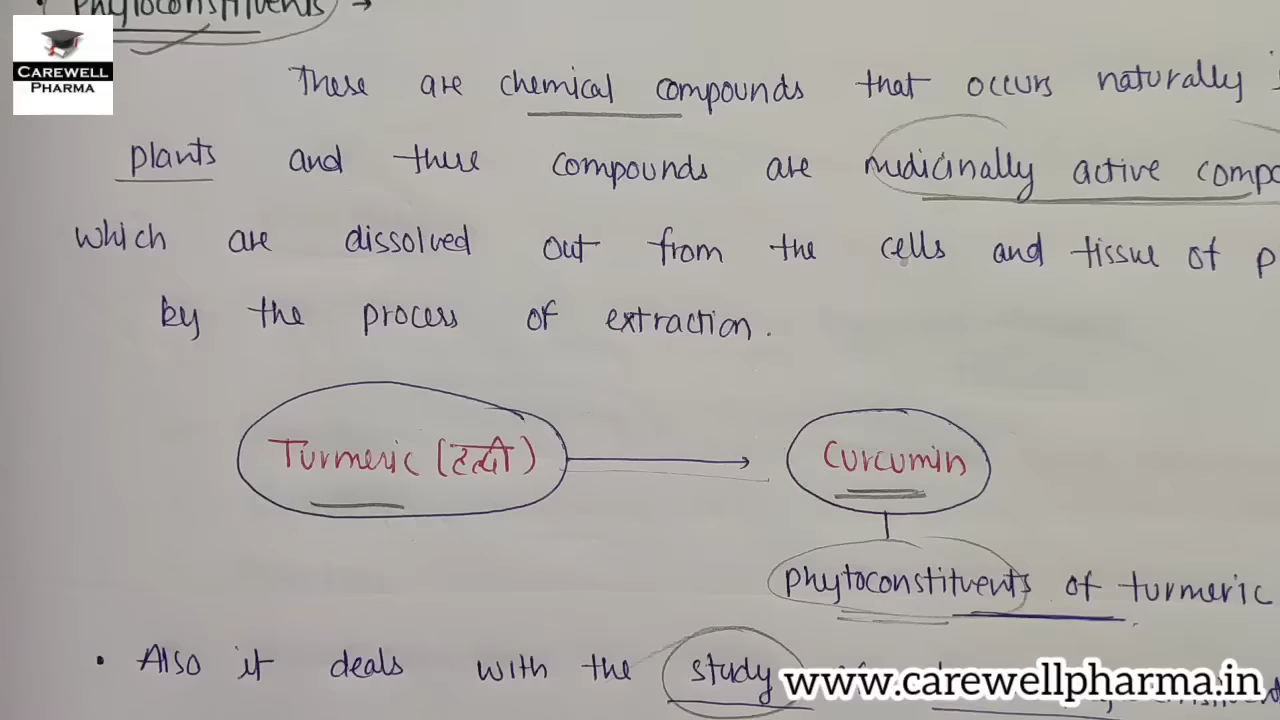 • Phytoconstituents →
CAREWELL
PHARMA
These are chemical compounds that occurs naturally
plants and these compounds are medicinally active
which are dissolved out from the cells and tissue of
by the process of extraction.
Turmeric (हल्दी)
Curcumin
phytoconstituents of turmeric
• Also it deals with the study
www.carewellpharma.in